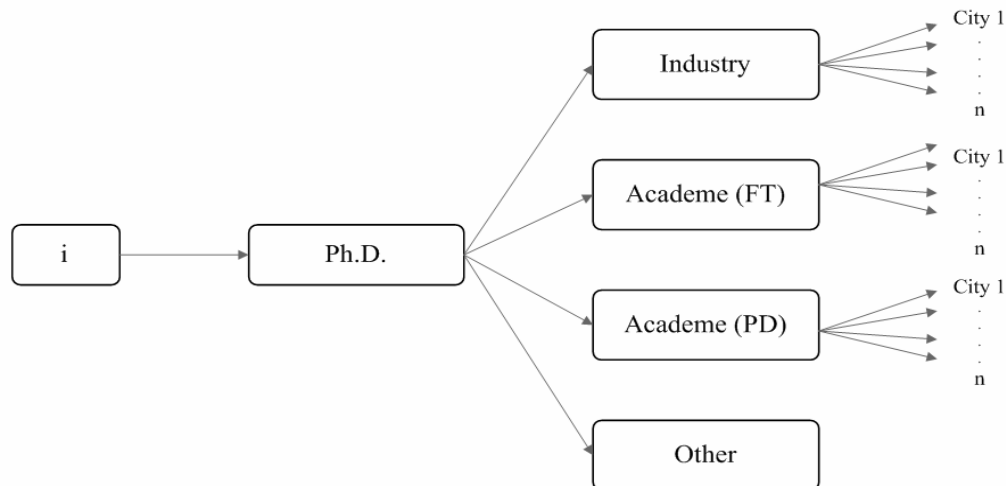 City 1
.
.
.
.
n
Industry
City 1
.
.
.
.
n
Academe (FT)
i
Ph.D.
City 1
.
.
.
.
n
Academe (PD)
Other